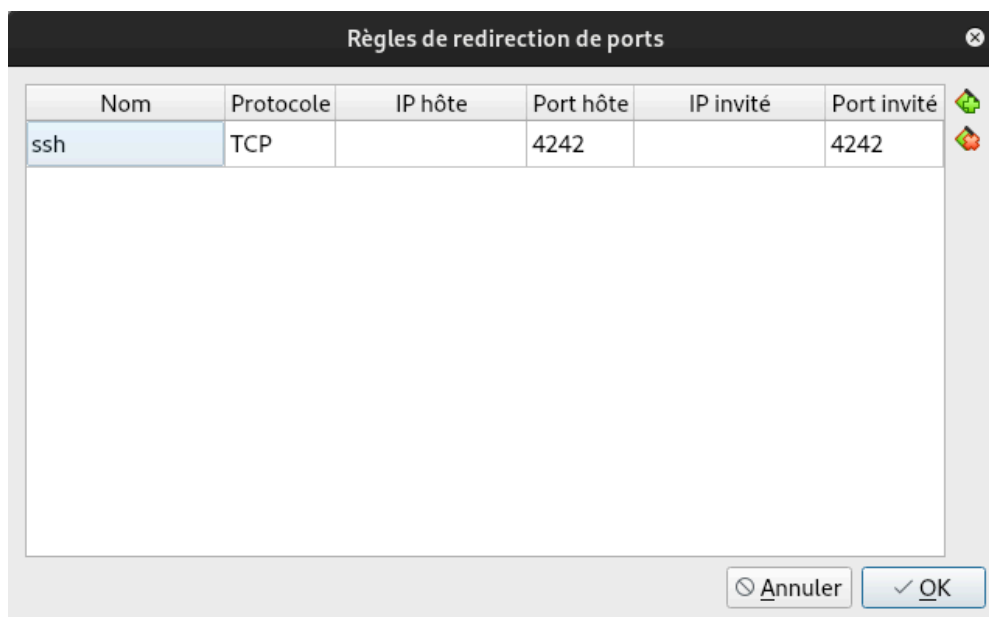 Règles de redirection de ports
Nom Protocole IP hôte Port hôte IP invité Port invité
ssh TCP 4242 4242
Annuler OK